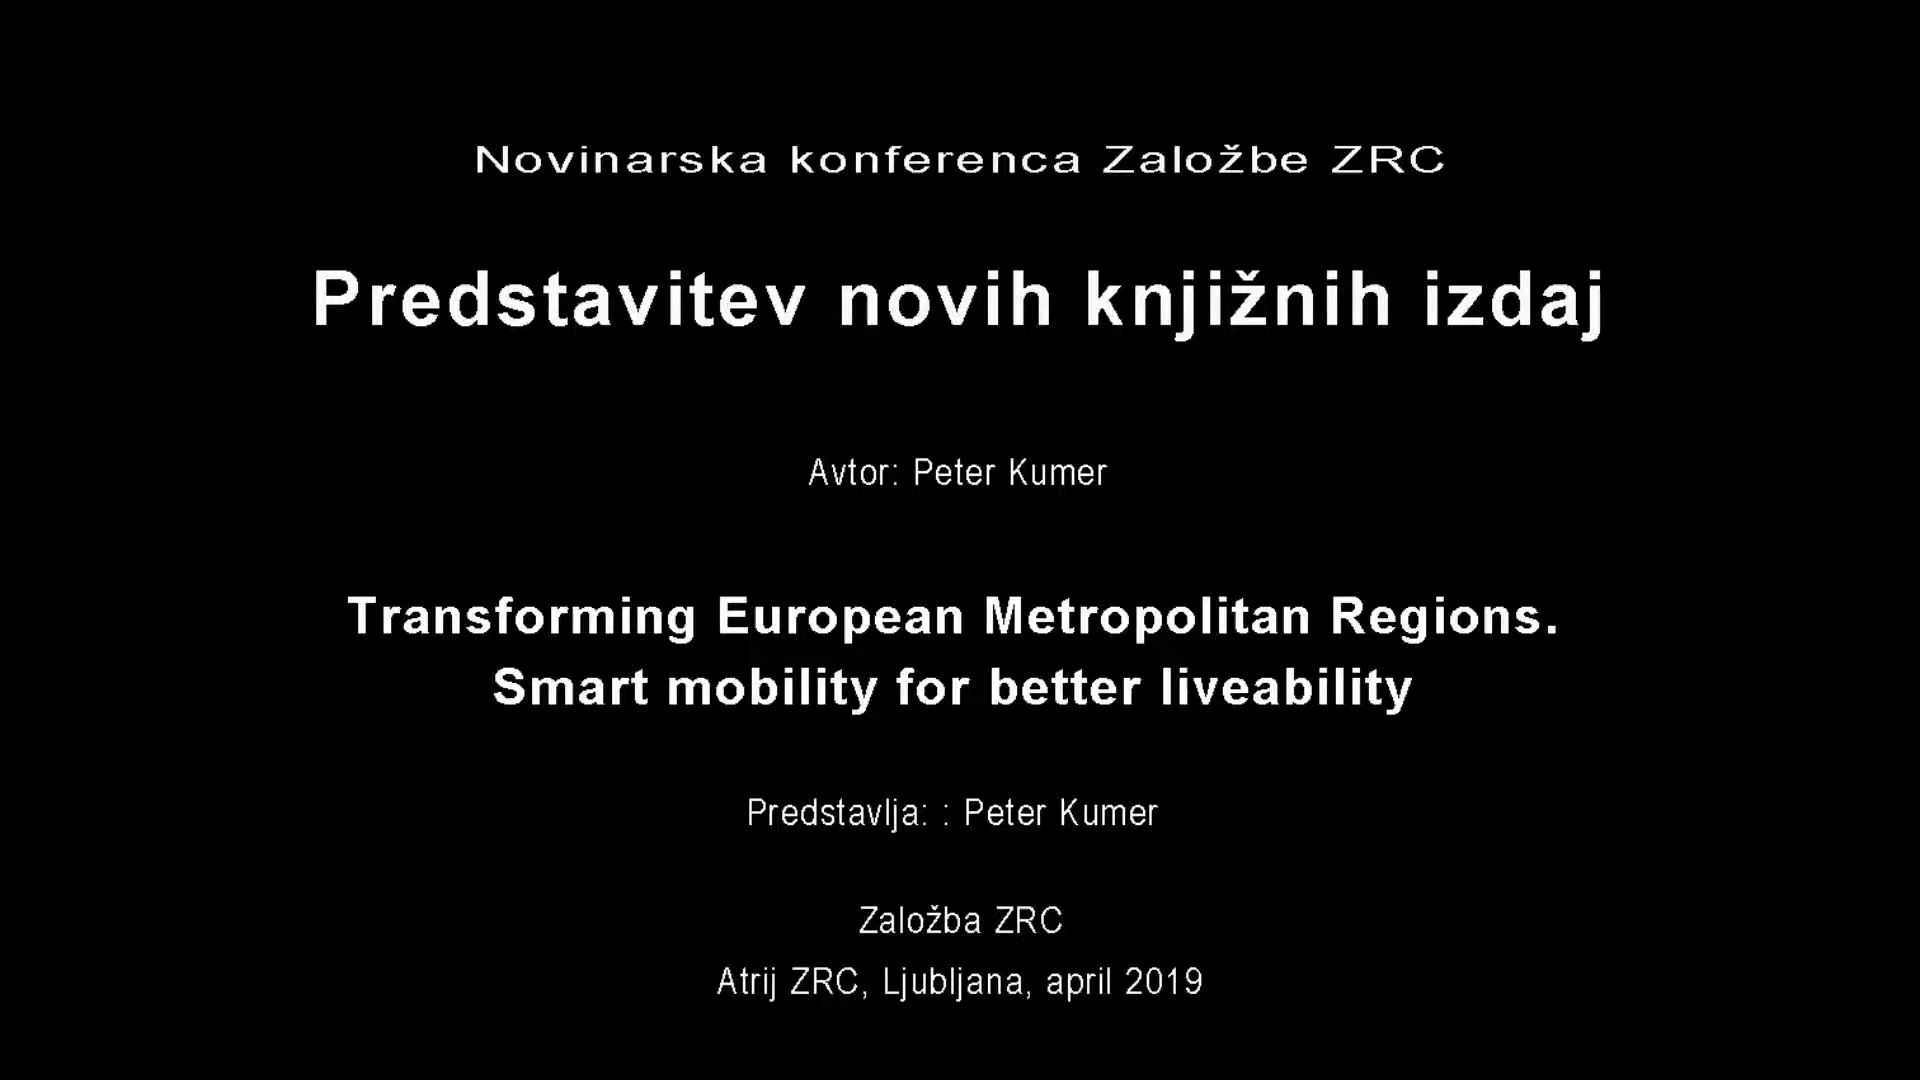 Novinarska konferenca Založbe ZRC
Predstavitev novih knjižnih izdaj
Avtor: Peter Kumer
Transforming European Metropolitan Regions.
Smart mobility for better liveability
Predstavlja: : Peter Kumer
Založba ZRC
Atrij ZRC, Ljubljana, april 2019